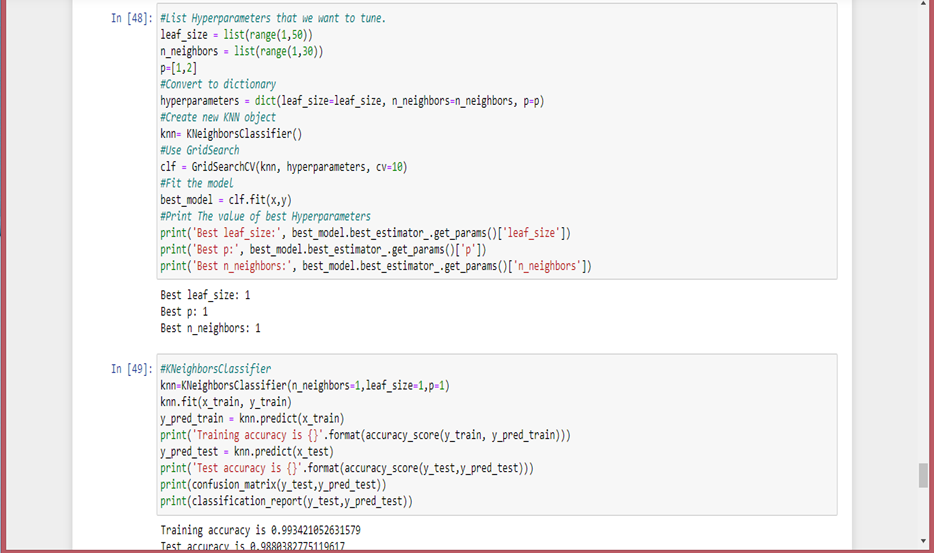 In [48]: #List Hyperparameters that we want to tune.
leaf_size = list(range(1,50))
n_neighbors = list(range(1,30))
p=[1,2]
#Convert to dictionary
hyperparameters = dict(leaf_size=leaf_size, n_neighbors=n_neighbors, p=p)
#Create new KNN object
knn= KNeighborsClassifier()
#Use GridSearch
clf = GridSearchCV(knn, hyperparameters, cv=10)
#Fit the model
best_model = clf.fit(x,y)
#Print The value of best Hyperparameters
print('Best leaf_size:', best_model.best_estimator_.get_params()['leaf_size'])
print('Best p:', best_model.best_estimator_.get_params()['p'])
print('Best n_neighbors:', best_model.best_estimator_.get_params()['n_neighbors'])
Best leaf_size: 1
Best p: 1
Best n_neighbors: 1
In [49]: #KNeighborsClassifier
knn=KNeighborsClassifier(n_neighbors=1,leaf_size=1,p=1)
knn.fit(x_train, y_train)
y_pred_train = knn.predict(x_train)
print('Training accuracy is {}'.format(accuracy_score(y_train, y_pred_train)))
y_pred_test = knn.predict(x_test)
print('Test accuracy is {}'.format(accuracy_score(y_test,y_pred_test)))
print(confusion_matrix(y_test,y_pred_test))
print(classification_report(y_test,y_pred_test))
Training accuracy is 0.993421052631579
Test accuracy is 0.9880382775119617